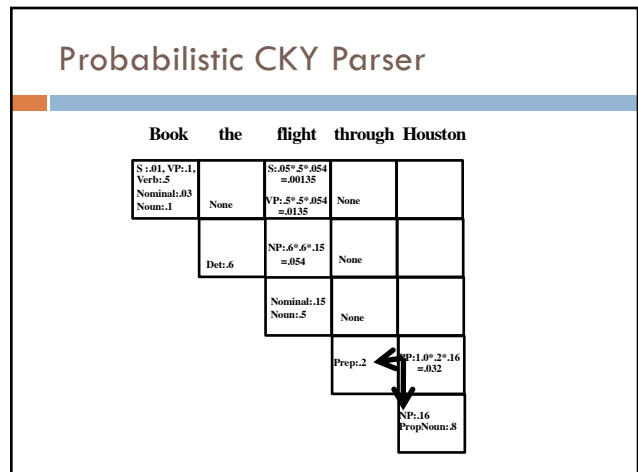 Probabilistic CKY Parser
Book the flight through Houston
S :.01, VP:.1,
Verb:.5
Nominal:.03
Noun:.1
None
S:.05*.5*.054
=.00135
VP:.5*.5*.054
=.0135
None
Det:.6
NP:.6*.6*.15
=.054
None
Nominal:.15
Noun:.5
None
Prep:.2
PP:1.0*.2*.16
=.032
NP:.16
PropNoun:.8